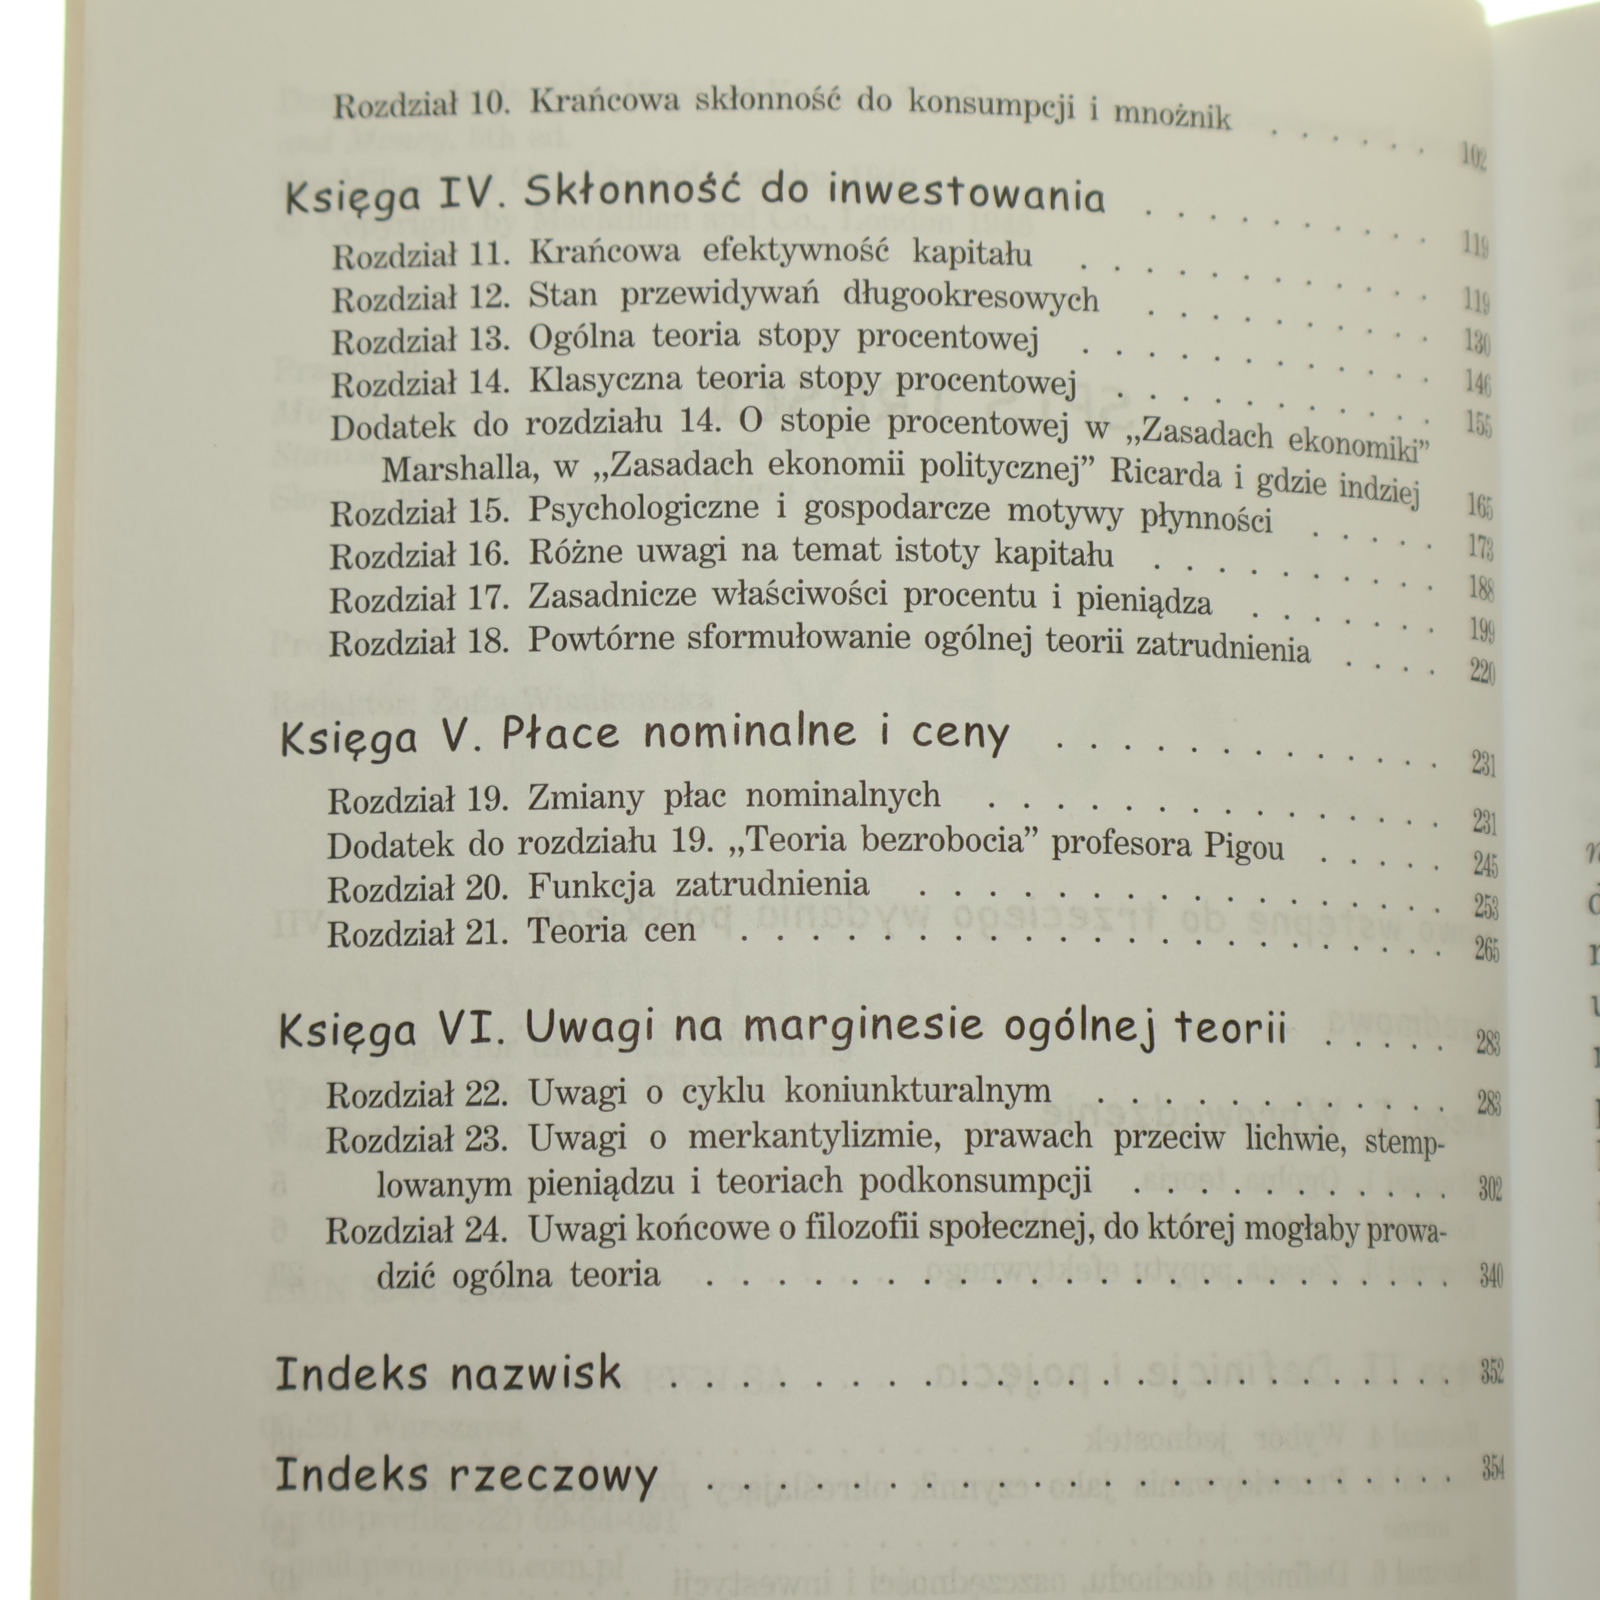 Rozdział 10. Krańcowa skłonność do konsumpcji i mnożnik . . . . . . 102
Księga IV. Skłonność do inwestowania . . . . . . . . . 119
Rozdział 11. Krańcowa efektywność kapitału . . . . . . . . . . . 119
Rozdział 12. Stan przewidywań długookresowych . . . . . . . . . 130
Rozdział 13. Ogólna teoria stopy procentowej . . . . . . . . . . . 146
Rozdział 14. Klasyczna teoria stopy procentowej . . . . . . . . . . 155
Dodatek do rozdziału 14. O stopie procentowej w „Zasadach ekonomiki”
Marshalla, w „Zasadach ekonomii politycznej” Ricarda i gdzie indziej 165
Rozdział 15. Psychologiczne i gospodarcze motywy płynności . . . . . 173
Rozdział 16. Różne uwagi na temat istoty kapitału . . . . . . . . . 188
Rozdział 17. Zasadnicze właściwości procentu i pieniądza . . . . . . 199
Rozdział 18. Powtórne sformułowanie ogólnej teorii zatrudnienia . . . . 220
Księga V. Płace nominalne i ceny . . . . . . . . . . . . 231
Rozdział 19. Zmiany płac nominalnych . . . . . . . . . . . . . 231
Dodatek do rozdziału 19. „Teoria bezrobocia” profesora Pigou . . . . . 245
Rozdział 20. Funkcja zatrudnienia . . . . . . . . . . . . . . . 253
Rozdział 21. Teoria cen . . . . . . . . . . . . . . . . . . . . 265
Księga VI. Uwagi na marginesie ogólnej teorii . . . . . 283
Rozdział 22. Uwagi o cyklu koniunkturalnym . . . . . . . . . . . 283
Rozdział 23. Uwagi o merkantylizmie, prawach przeciw lichwie, stemp-
lowanym pieniądzu i teoriach podkonsumpcji . . . . . . . . . . . 302
Rozdział 24. Uwagi końcowe o filozofii społecznej, do której mogłaby prowa-
dzić ogólna teoria . . . . . . . . . . . . . . . . . . . . . 340
Indeks nazwisk . . . . . . . . . . . . . . . . . . . . . . 352
Indeks rzeczowy . . . . . . . . . . . . . . . . . . . . . 354